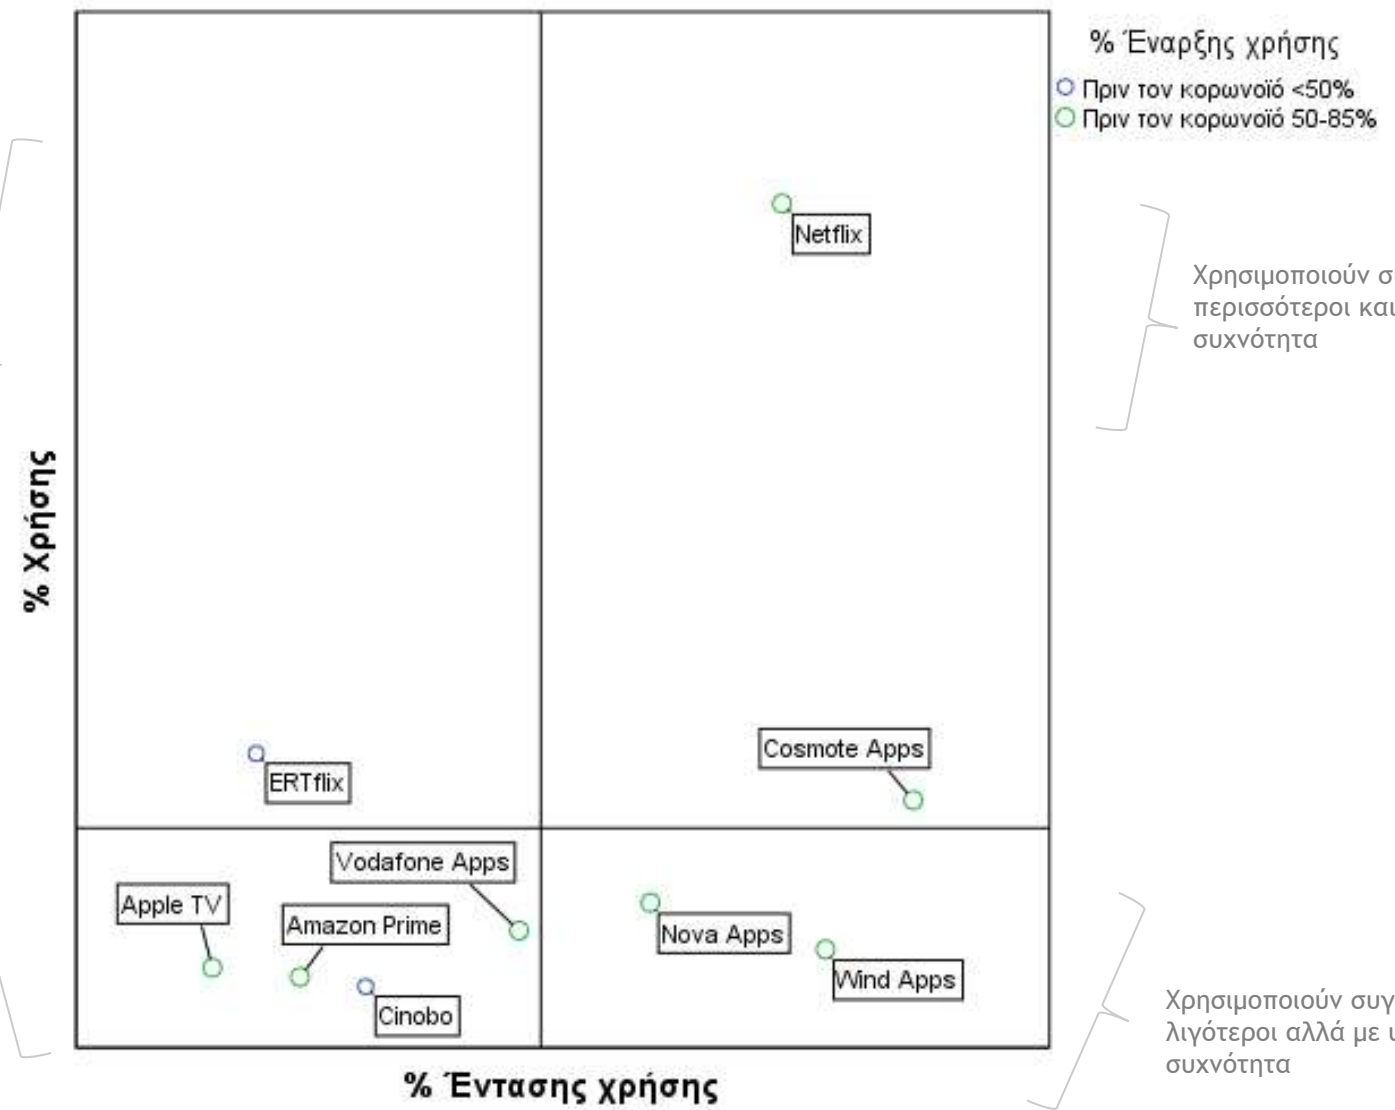 % Έναρξης χρήσης
Πριν τον κορωνοϊό <50%
Πριν τον κορωνοϊό 50-85%
Netflix
Χρησιμοποιούν
περισσότεροι και
συχνότητα
% Χρήσης
Cosmote Apps
ERTflix
Vodafone Apps
Apple TV
Amazon Prime
Nova Apps
Wind Apps
Cinobo
Χρησιμοποιούν
λιγότεροι αλλά με
συχνότητα
% Έντασης χρήσης